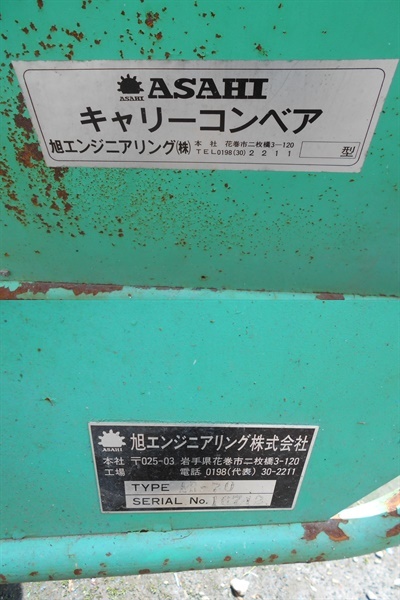 ASAHI
ASAHI
キャリーコンベア
旭エンジニアリング(株)
本社 花巻市二枚橋3-120
TEL0198(30)2211
型
ASAHI
旭エンジニアリング株式会社
本社 〒025-03 岩手県花巻市二枚橋3-120
工場 電話 0198(代表) 30-2211
TYPE
SERIAL No.